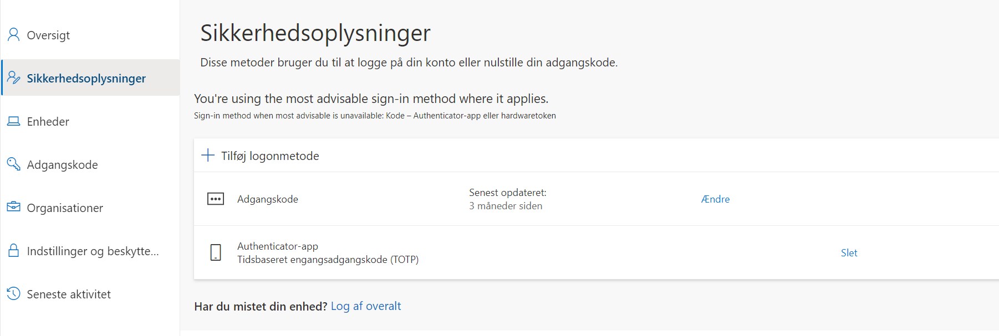 Oversigt
Sikkerhedsoplysninger
Enheder
Adgangskode
Organisationer
Indstillinger og beskytte...
Seneste aktivitet
Sikkerhedsoplysninger
Disse metoder bruger du til at logge på din konto eller nulstille din adgangskode.
You're using the most advisable sign-in method where it applies.
Sign-in method when most advisable is unavailable: Kode – Authenticator-app eller hardwaretoken
Tilføj logonmetode
Adgangskode
Senest opdateret:
3 måneder siden
Ændre
Authenticator-app
Tidsbaseret engangsadgangskode (TOTP)
Slet
Har du mistet din enhed? Log af overalt